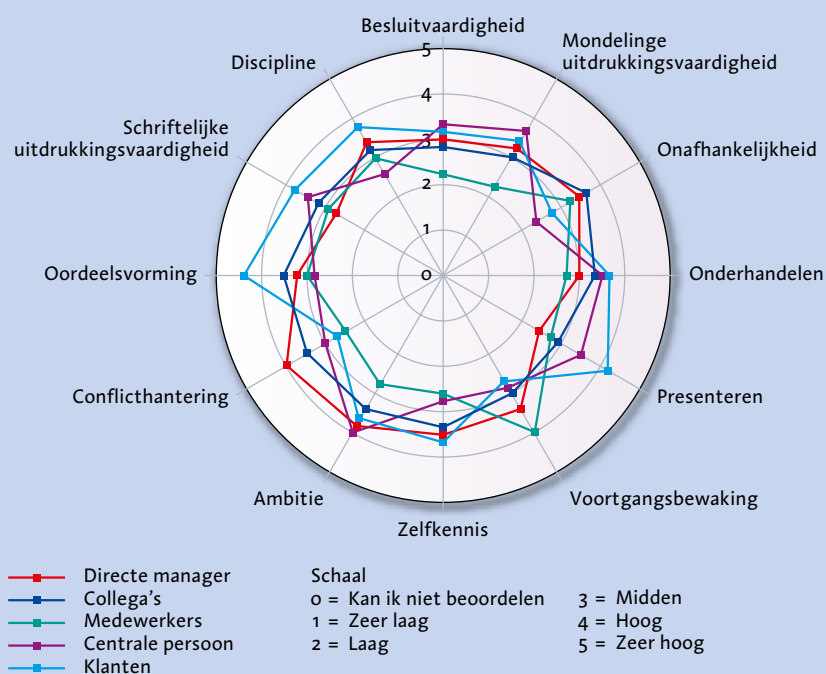 Besluitvaardigheid
Mondelinge
uitdrukkingsvaardigheid
Discipline
5
4
3
2
1
0
Schriftelijke
uitdrukkingsvaardigheid
Onafhankelijkheid
Oordeelsvorming
Onderhandelen
Conflicthantering
Presenteren
Ambitie
Voortgangsbewaking
Zelfkennis
Directe manager
Collega's
Medewerkers
Centrale persoon
Klanten
Schaal
0 = Kan ik niet beoordelen
1 = Zeer laag
2 = Laag
3 = Midden
4 = Hoog
5 = Zeer hoog